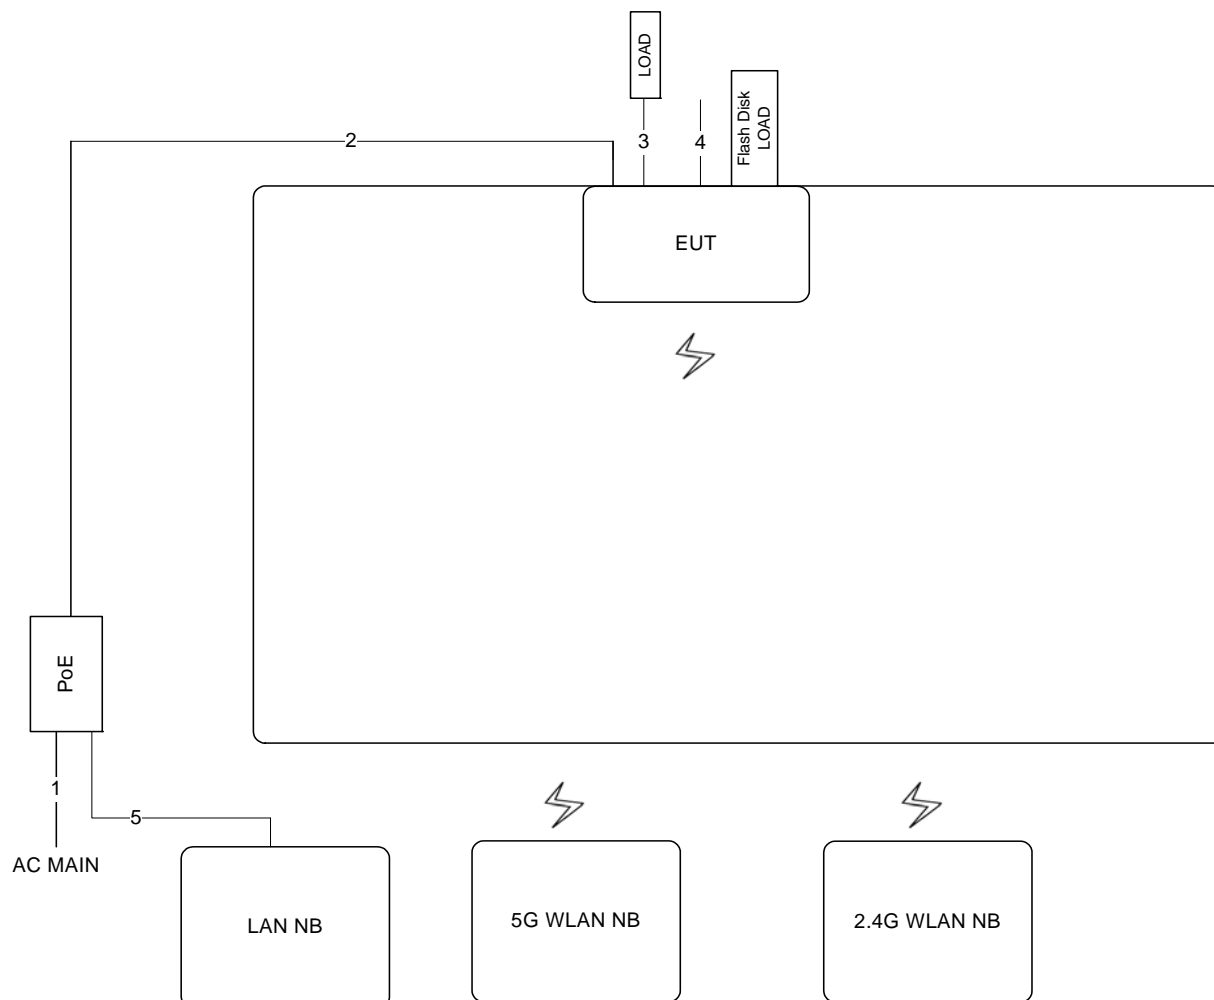 LOAD
Flash Disk
LOAD
2
3
4
EUT
PoE
1
5
AC MAIN
LAN NB
5G WLAN NB
2.4G WLAN NB